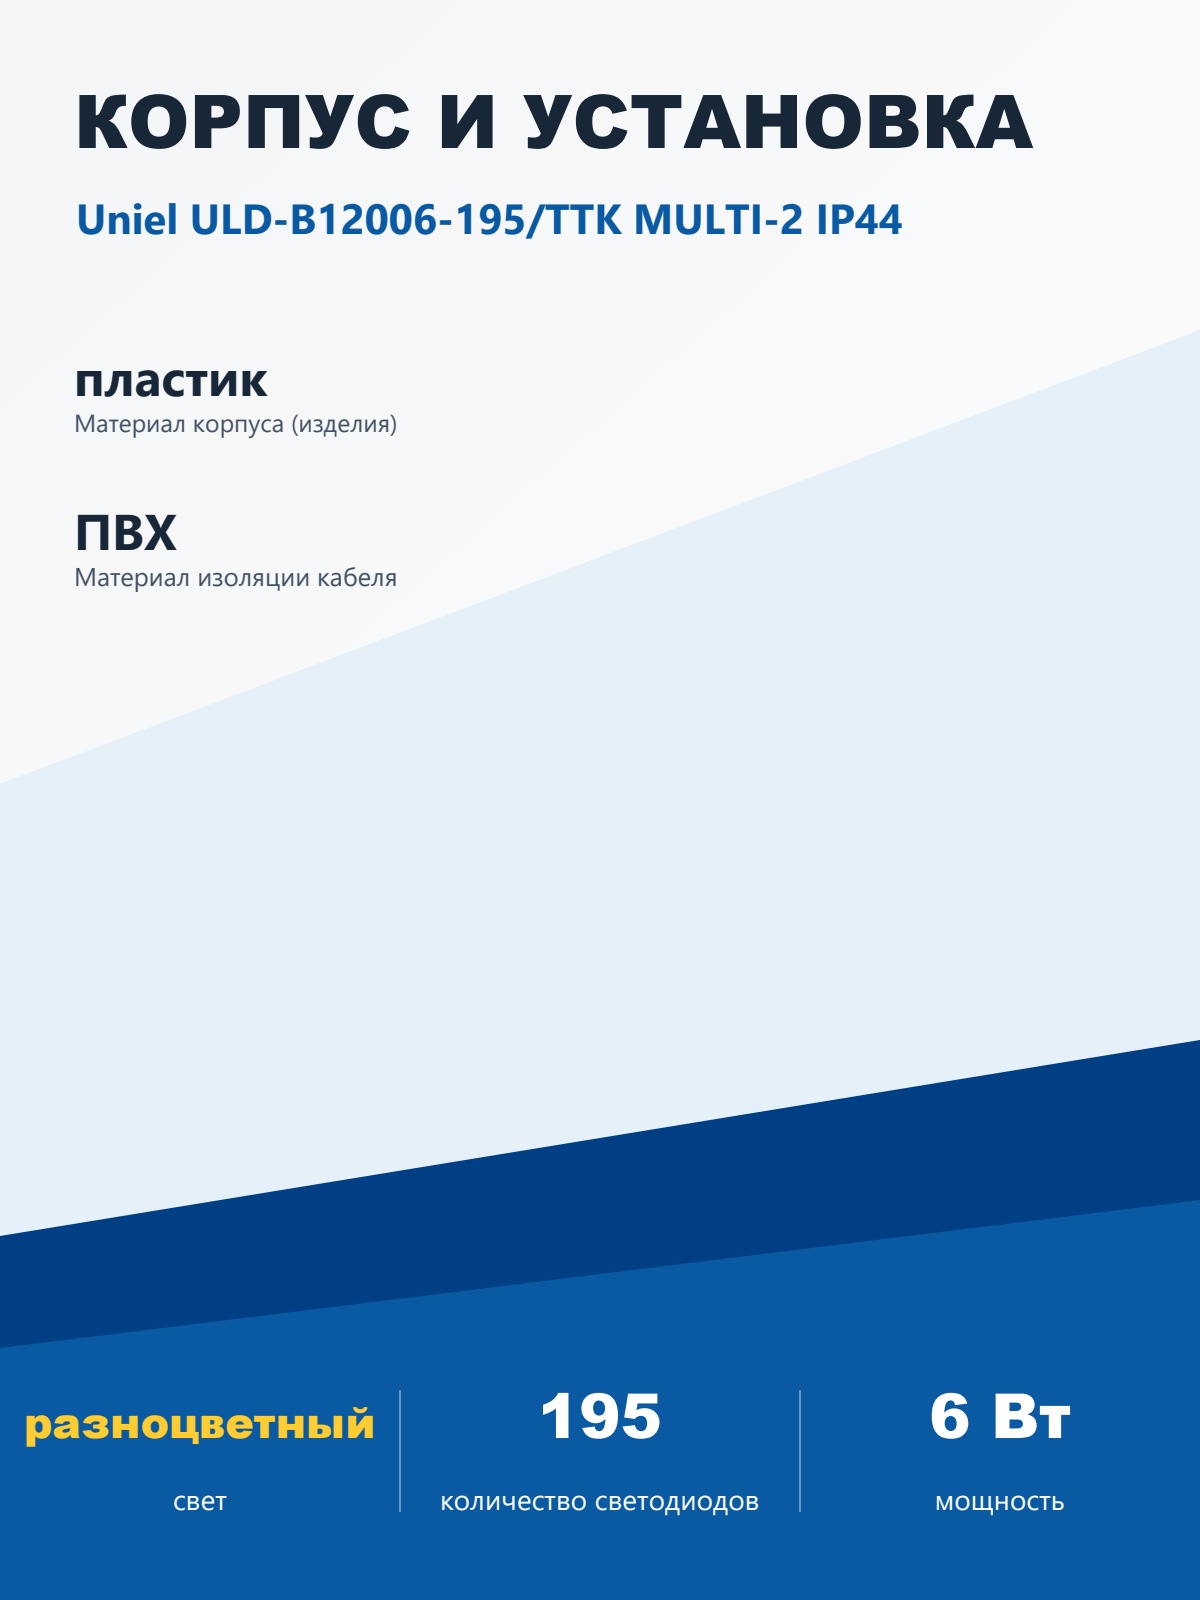 КОРПУС И УСТАНОВКА
Uniel ULD-B12006-195/TTK MULTI-2 IP44
пластик
Материал корпуса (изделия)
ПВХ
Материал изоляции кабеля
разноцветный
свет
195
количество светодиодов
6 Вт
мощность